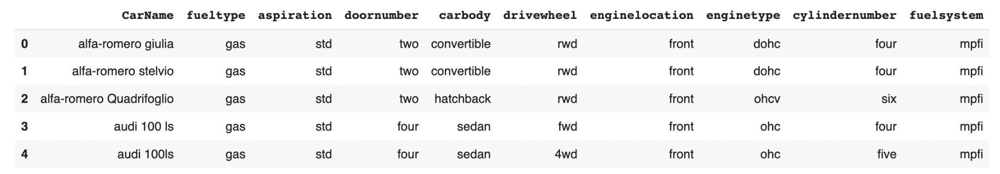 CarName fueltype aspiration doornumber carbody drivewheel enginelocation enginetype cylindernumber fuelsystem
0 alfa-romero giulia gas std two convertible rwd front dohc four mpfi
1 alfa-romero stelvio gas std two convertible rwd front dohc four mpfi
2 alfa-romero Quadrifoglio gas std two hatchback rwd front ohcv six mpfi
3 audi 100 ls gas std four sedan fwd front ohc four mpfi
4 audi 100ls gas std four sedan 4wd front ohc five mpfi